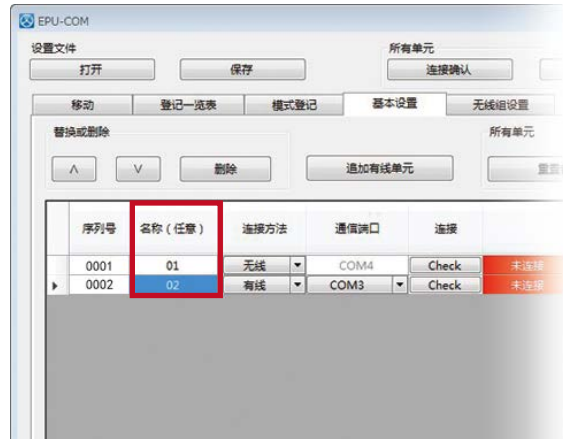 EPU-COM
设置文件 所有单元
打开 保存 连接确认
移动 登记一览表 模式登记 基本设置 无线组设置
替换或删除 所有单元
∧ ∨ 删除 追加有线单元 重置
序列号 名称（任意） 连接方法 通信端口 连接
0001 01 无线 COM4 Check 未连接
0002 02 有线 COM3 Check 未连接